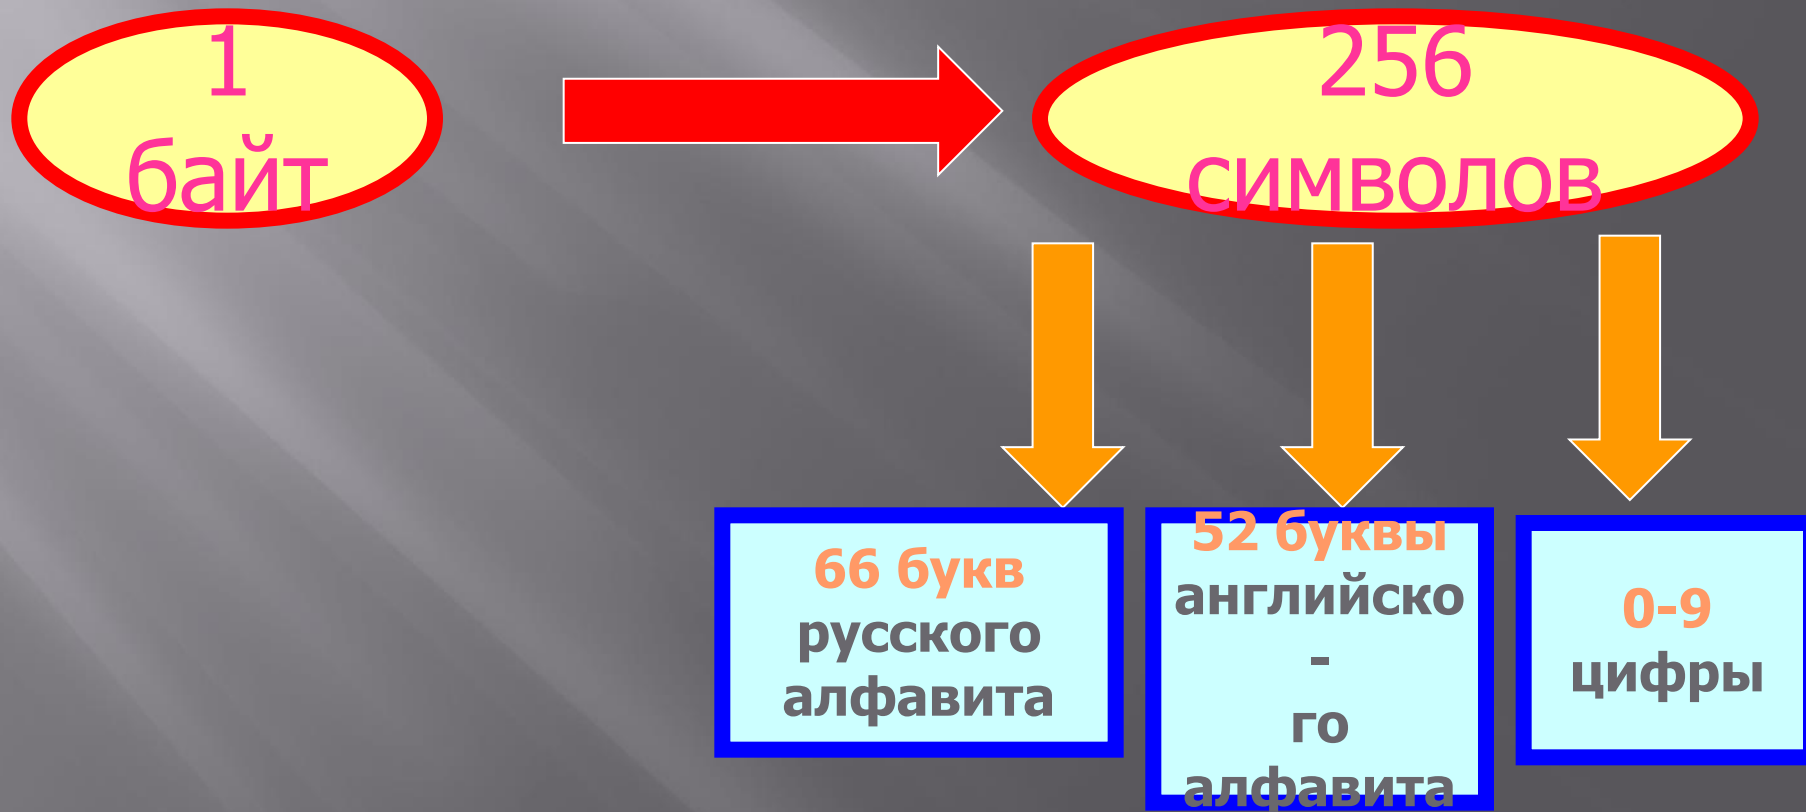 1
байт
256
символов
66 букв
русского
алфавита
52 буквы
английско
-
го
алфавита
0-9
цифры